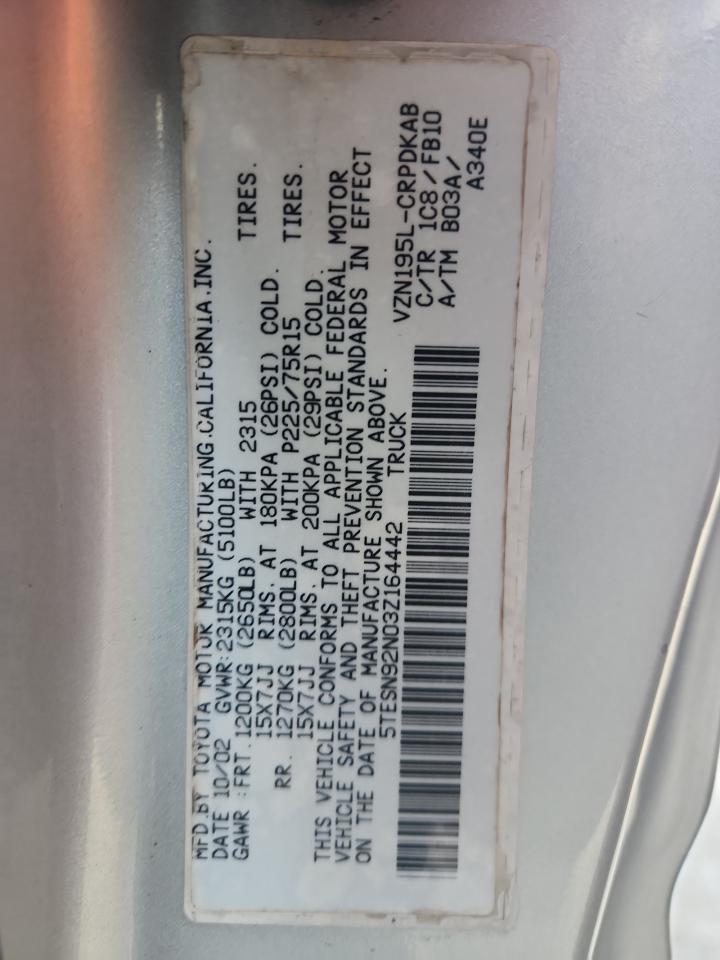 MFD.BY TOYOTA MOTOR MANUFACTURING.CALIFORNIA.INC.
DATE 10/02 GVWR:2315KG (5100LB)
GAWR :FRT.1200KG (2650LB) WITH 2315 TIRES.
15X7JJ RIMS. AT 180KPA (26PSI) COLD.
RR. 1270KG (2800LB) WITH P225/75R15 TIRES.
15X7JJ RIMS. AT 200KPA (29PSI) COLD.
THIS VEHICLE CONFORMS TO ALL APPLICABLE FEDERAL MOTOR
VEHICLE SAFETY AND THEFT PREVENTION STANDARDS IN EFFECT
ON THE DATE OF MANUFACTURE SHOWN ABOVE.
5TESN92N03Z164442 TRUCK
VZN195L-CRPDKAB
C/TR 1C8/FB10
A/TM B03A/
A340E